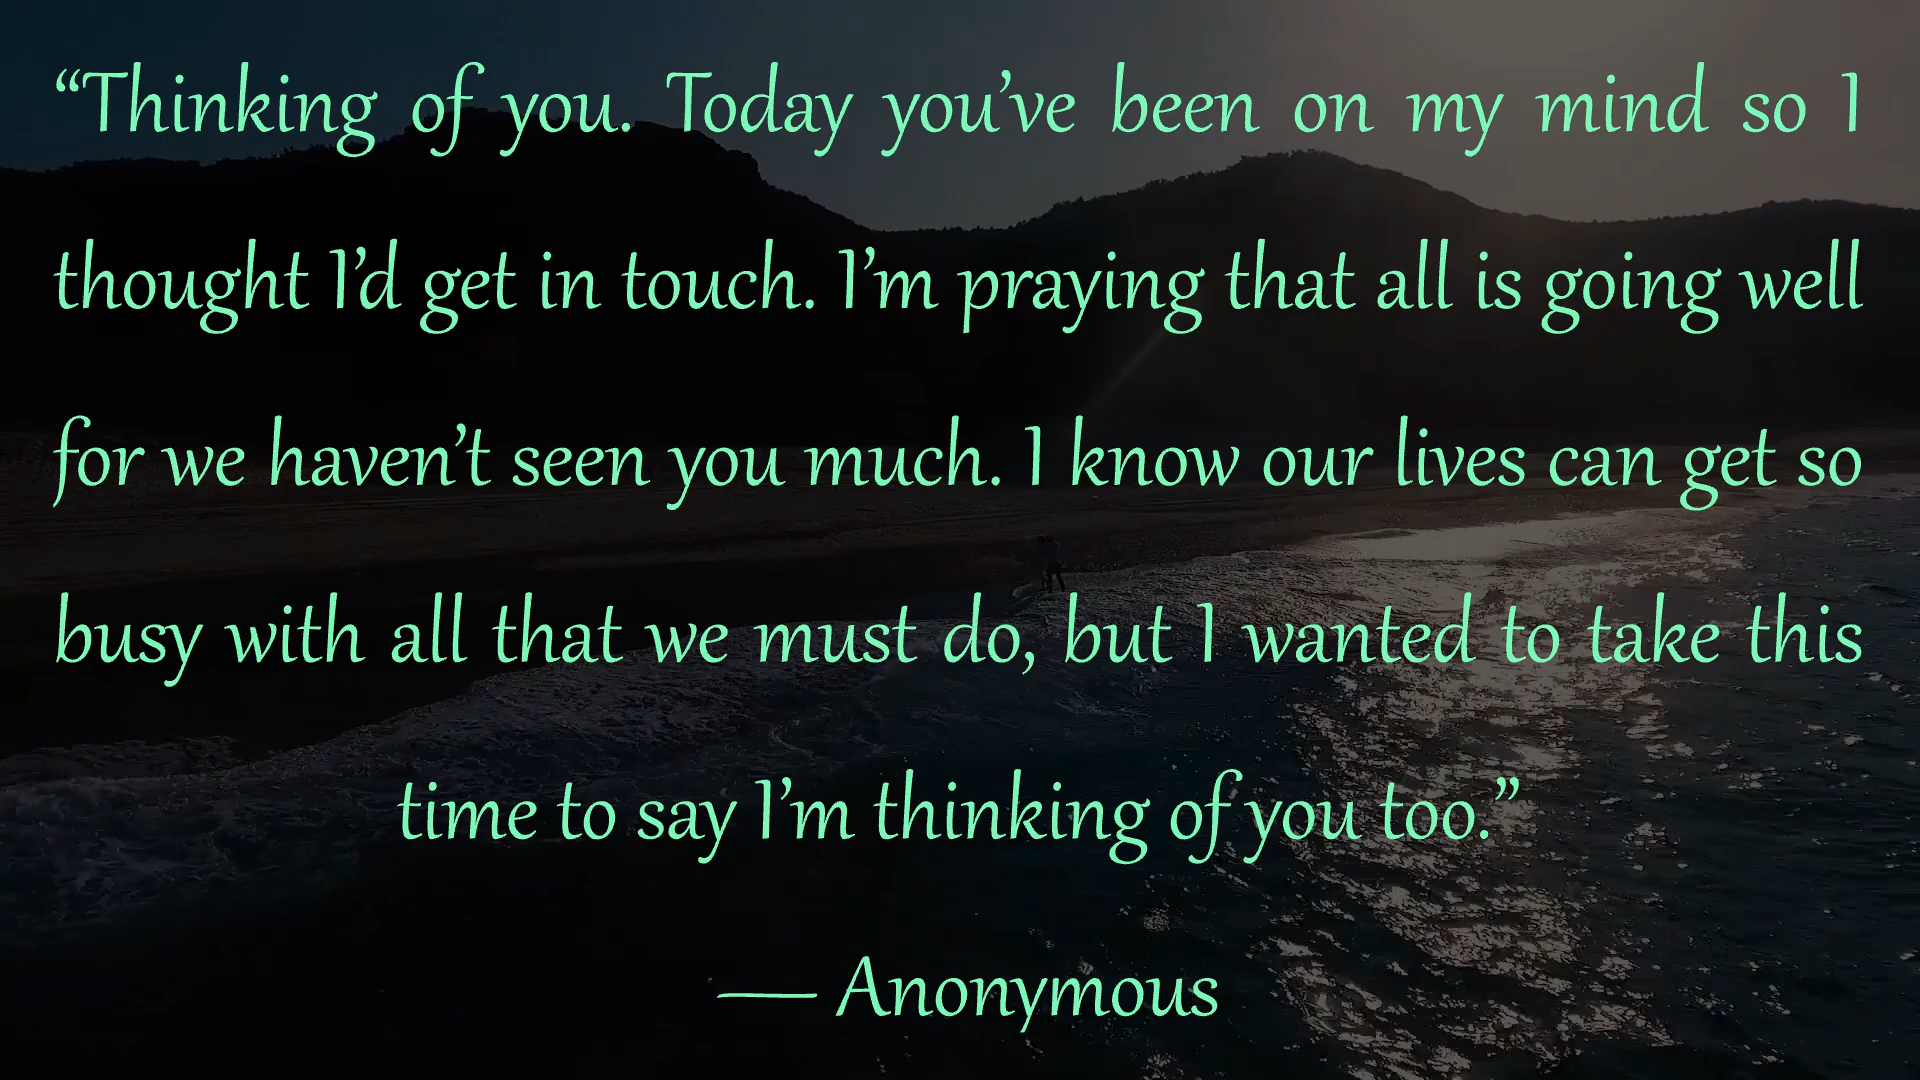 “Thinking of you. Today you’ve been on my mind so I
thought I’d get in touch. I’m praying that all is going well
for we haven’t seen you much. I know our lives can get so
busy with all that we must do, but I wanted to take this
time to say I’m thinking of you too.”
— Anonymous